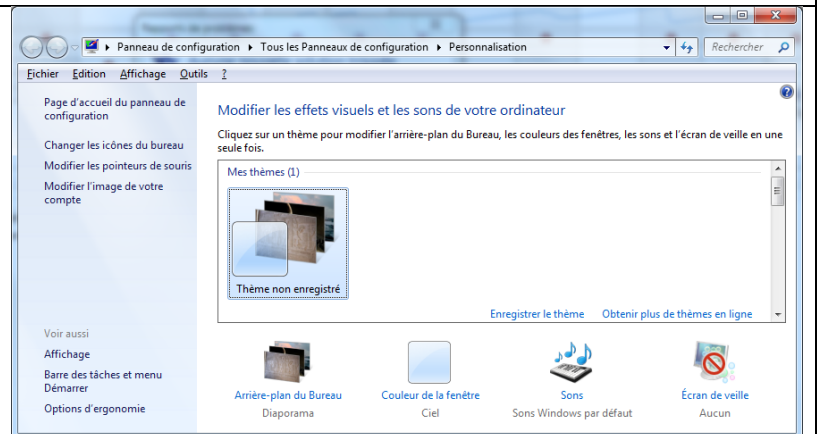 Panneau de configuration ▸ Tous les Panneaux de configuration ▸ Personnalisation
Rechercher
Fichier Edition Affichage Outils ?
Page d'accueil du panneau de
configuration
Changer les icônes du bureau
Modifier les pointeurs de souris
Modifier l'image de votre
compte
Modifier les effets visuels et les sons de votre ordinateur
Cliquez sur un thème pour modifier l'arrière-plan du Bureau, les couleurs des fenêtres, les sons et l'écran de veille en une
seule fois.
Mes thèmes (1)
Thème non enregistré
Enregistrer le thème Obtenir plus de thèmes en ligne
Voir aussi
Affichage
Barre des tâches et menu
Démarrer
Options d'ergonomie
Arrière-plan du Bureau
Diaporama
Couleur de la fenêtre
Ciel
Sons
Sons Windows par défaut
Écran de veille
Aucun